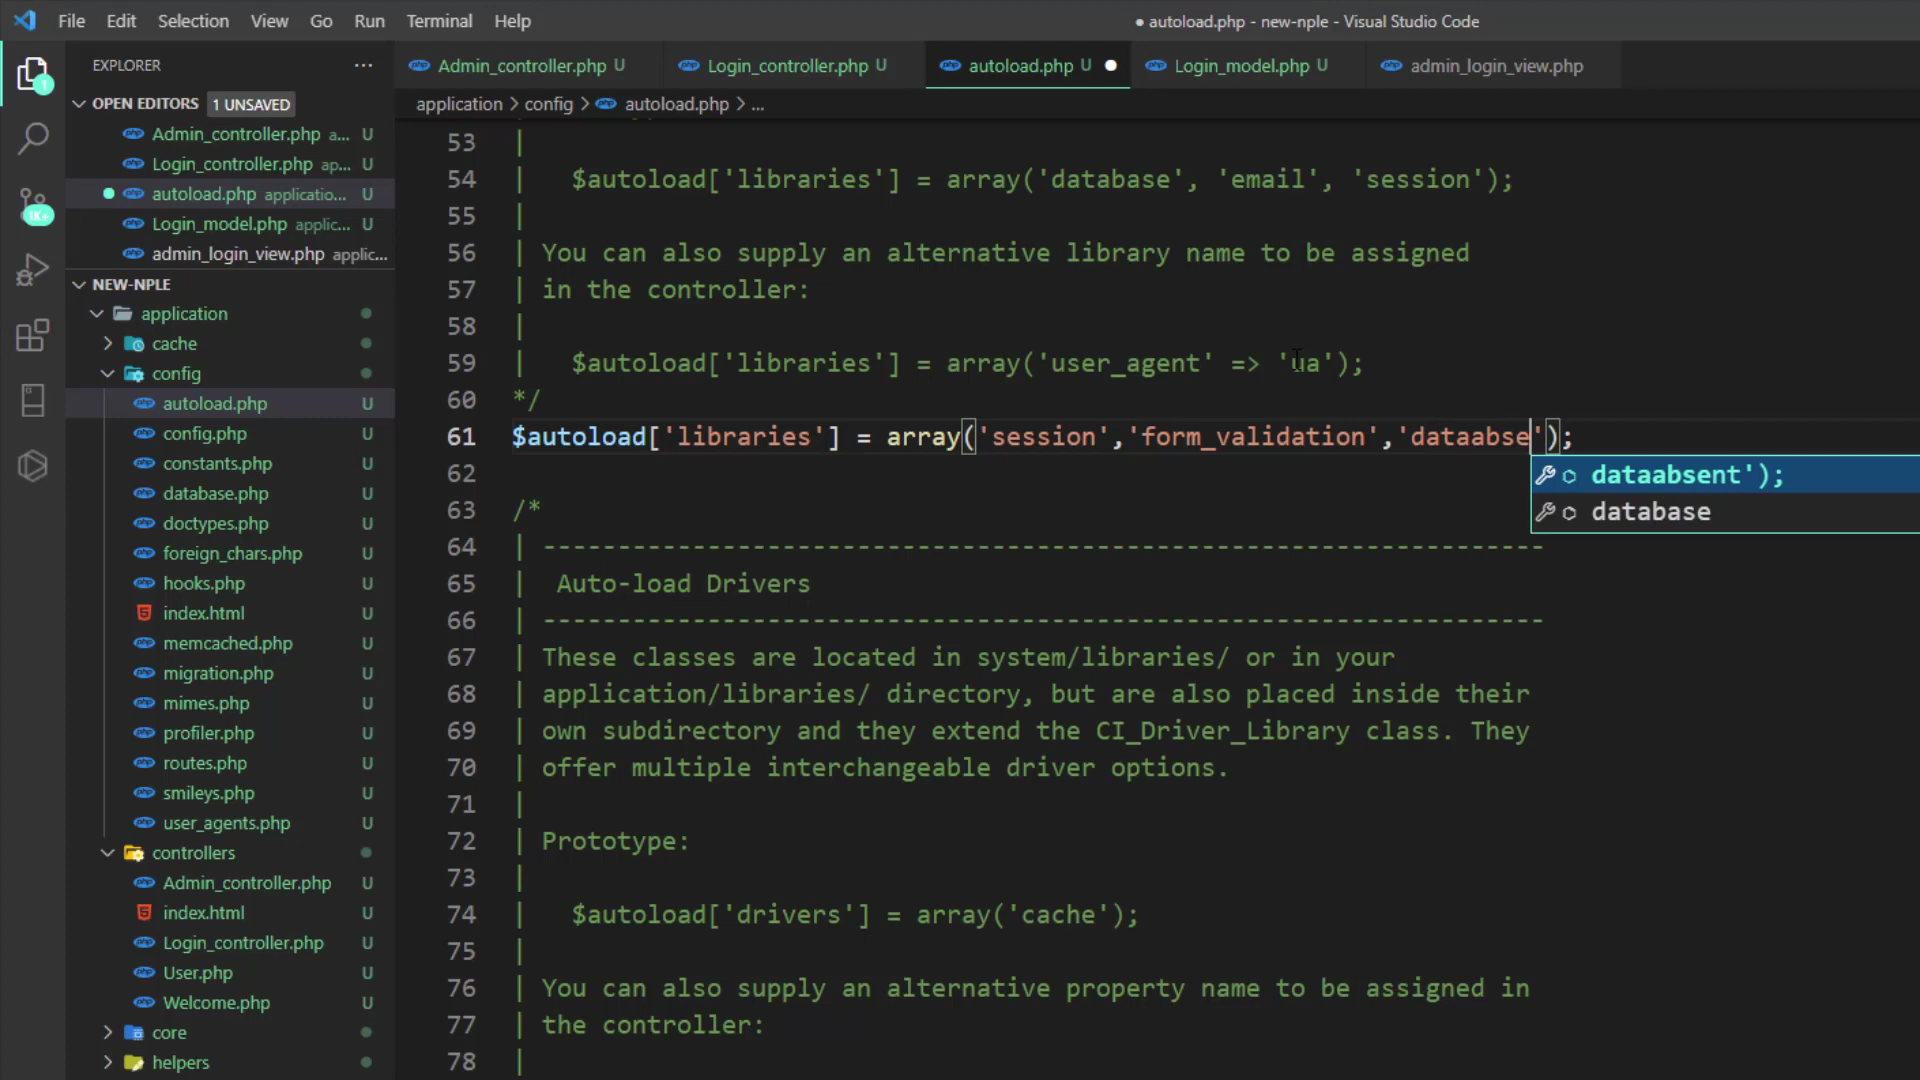 File Edit Selection View Go Run Terminal Help
● autoload.php - new-nple - Visual Studio Code
EXPLORER ...
Admin_controller.php U
Login_controller.php U
autoload.php U ●
Login_model.php U
admin_login_view.php
application > config > autoload.php > ...
1
1K+
OPEN EDITORS 1 UNSAVED
Admin_controller.php a... U
Login_controller.php ap... U
autoload.php applicatio... U
Login_model.php applic... U
admin_login_view.php applic...
NEW-NPLE
application
cache
config
autoload.php U
config.php U
constants.php U
database.php U
doctypes.php U
foreign_chars.php U
hooks.php U
index.html U
memcached.php U
migration.php U
mimes.php U
profiler.php U
routes.php U
smileys.php U
user_agents.php U
controllers
Admin_controller.php U
index.html U
Login_controller.php U
User.php U
Welcome.php U
core
helpers
53 |
54 | $autoload['libraries'] = array('database', 'email', 'session');
55 |
56 | You can also supply an alternative library name to be assigned
57 | in the controller:
58 |
59 | $autoload['libraries'] = array('user_agent' => 'ua');
60 */
61 $autoload['libraries'] = array('session','form_validation','dataabse');
dataabsent');
database
62
63 /*
64 | -------------------------------------------------------------------
65 | Auto-load Drivers
66 | -------------------------------------------------------------------
67 | These classes are located in system/libraries/ or in your
68 | application/libraries/ directory, but are also placed inside their
69 | own subdirectory and they extend the CI_Driver_Library class. They
70 | offer multiple interchangeable driver options.
71 |
72 | Prototype:
73 |
74 | $autoload['drivers'] = array('cache');
75 |
76 | You can also supply an alternative property name to be assigned in
77 | the controller:
78 |